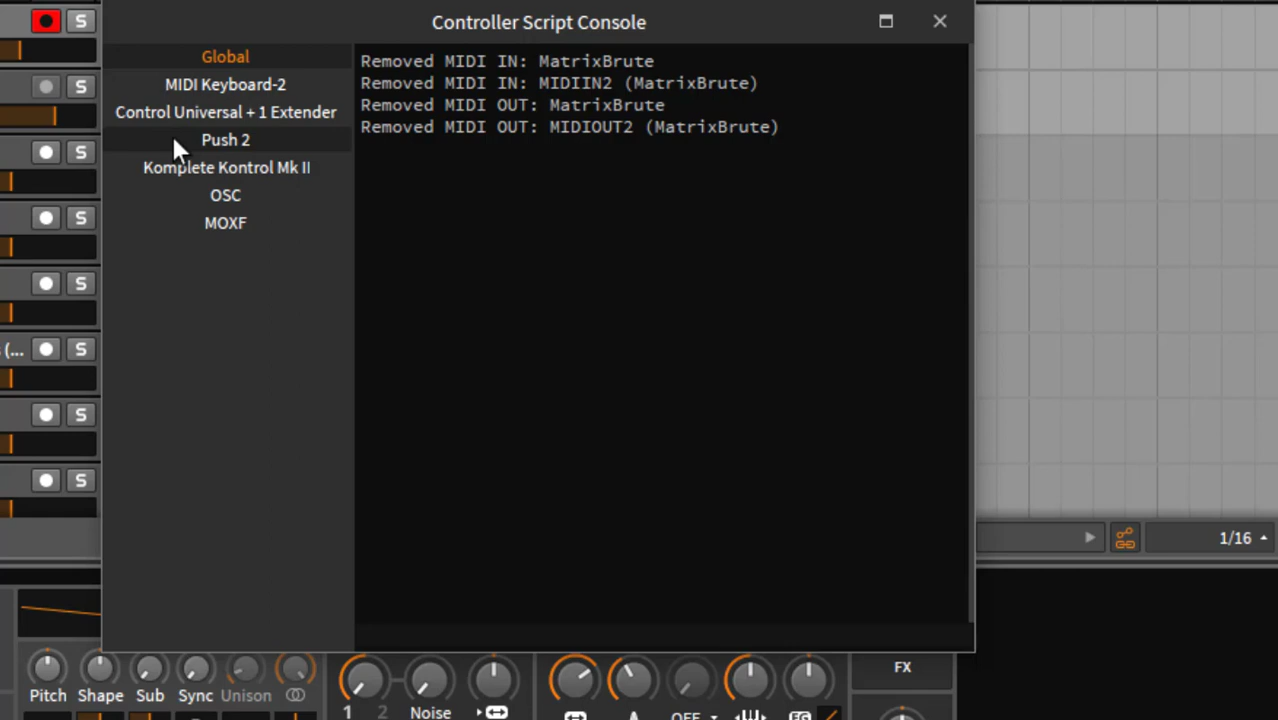 Controller Script Console
Global
MIDI Keyboard-2
Control Universal + 1 Extender
Push 2
Komplete Kontrol Mk II
OSC
MOXF
Removed MIDI IN: MatrixBrute
Removed MIDI IN: MIDIIN2 (MatrixBrute)
Removed MIDI OUT: MatrixBrute
Removed MIDI OUT: MIDIOUT2 (MatrixBrute)
S
S
S
S
S
(... S
S
S
1/16
Pitch Shape Sub Sync Unison
1 2 Noise
A OFF EG
FX